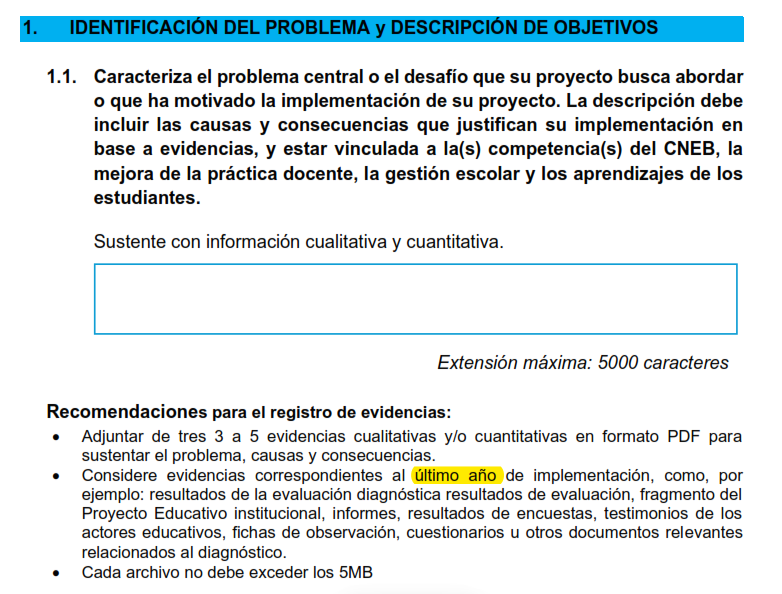 1. IDENTIFICACIÓN DEL PROBLEMA y DESCRIPCIÓN DE OBJETIVOS
1.1. Caracteriza el problema central o el desafío que su proyecto busca abordar
o que ha motivado la implementación de su proyecto. La descripción debe
incluir las causas y consecuencias que justifican su implementación en
base a evidencias, y estar vinculada a la(s) competencia(s) del CNEB, la
mejora de la práctica docente, la gestión escolar y los aprendizajes de los
estudiantes.
Sustente con información cualitativa y cuantitativa.
Extensión máxima: 5000 caracteres
Recomendaciones para el registro de evidencias:
• Adjuntar de tres 3 a 5 evidencias cualitativas y/o cuantitativas en formato PDF para
sustentar el problema, causas y consecuencias.
• Considere evidencias correspondientes al último año de implementación, como, por
ejemplo: resultados de la evaluación diagnóstica resultados de evaluación, fragmento del
Proyecto Educativo institucional, informes, resultados de encuestas, testimonios de los
actores educativos, fichas de observación, cuestionarios u otros documentos relevantes
relacionados al diagnóstico.
• Cada archivo no debe exceder los 5MB